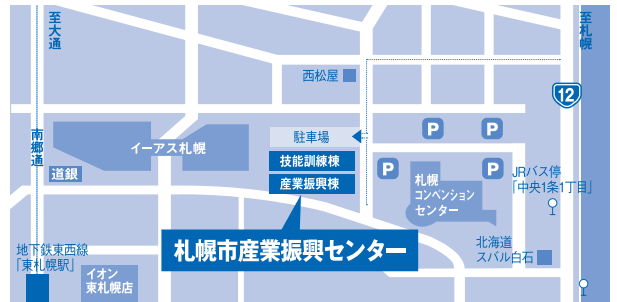 至大通
至札幌
西松屋
12
南郷通
駐車場
P
P
イーアス札幌
技能訓練棟
道銀
産業振興棟
P
P
札幌
コンベンション
センター
JRバス停
「中央1条1丁目」
札幌市産業振興センター
地下鉄東西線
「東札幌駅」
北海道
スバル白石
イオン
東札幌店